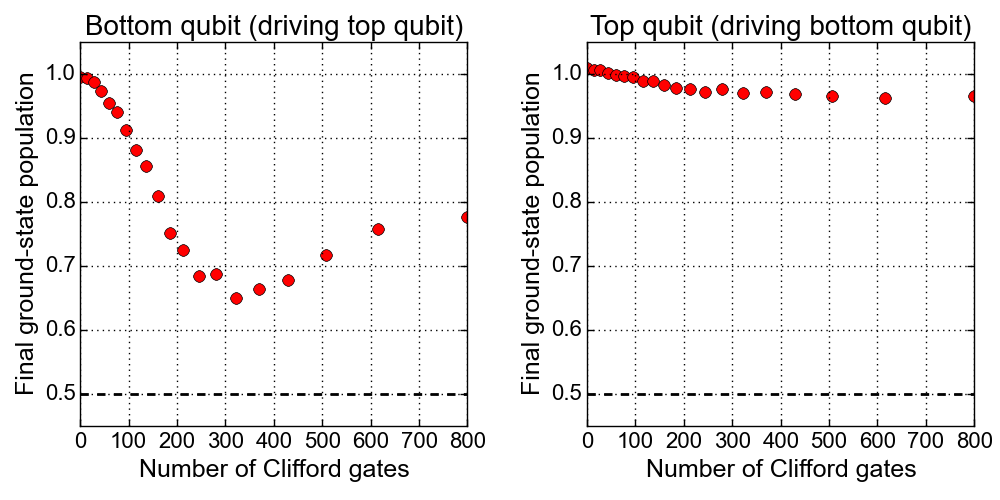 Bottom qubit (driving top qubit)
Final ground-state population
1.0
0.9
0.8
0.7
0.6
0.5
0 100 200 300 400 500 600 700 800
Number of Clifford gates
Top qubit (driving bottom qubit)
Final ground-state population
1.0
0.9
0.8
0.7
0.6
0.5
0 100 200 300 400 500 600 700 800
Number of Clifford gates